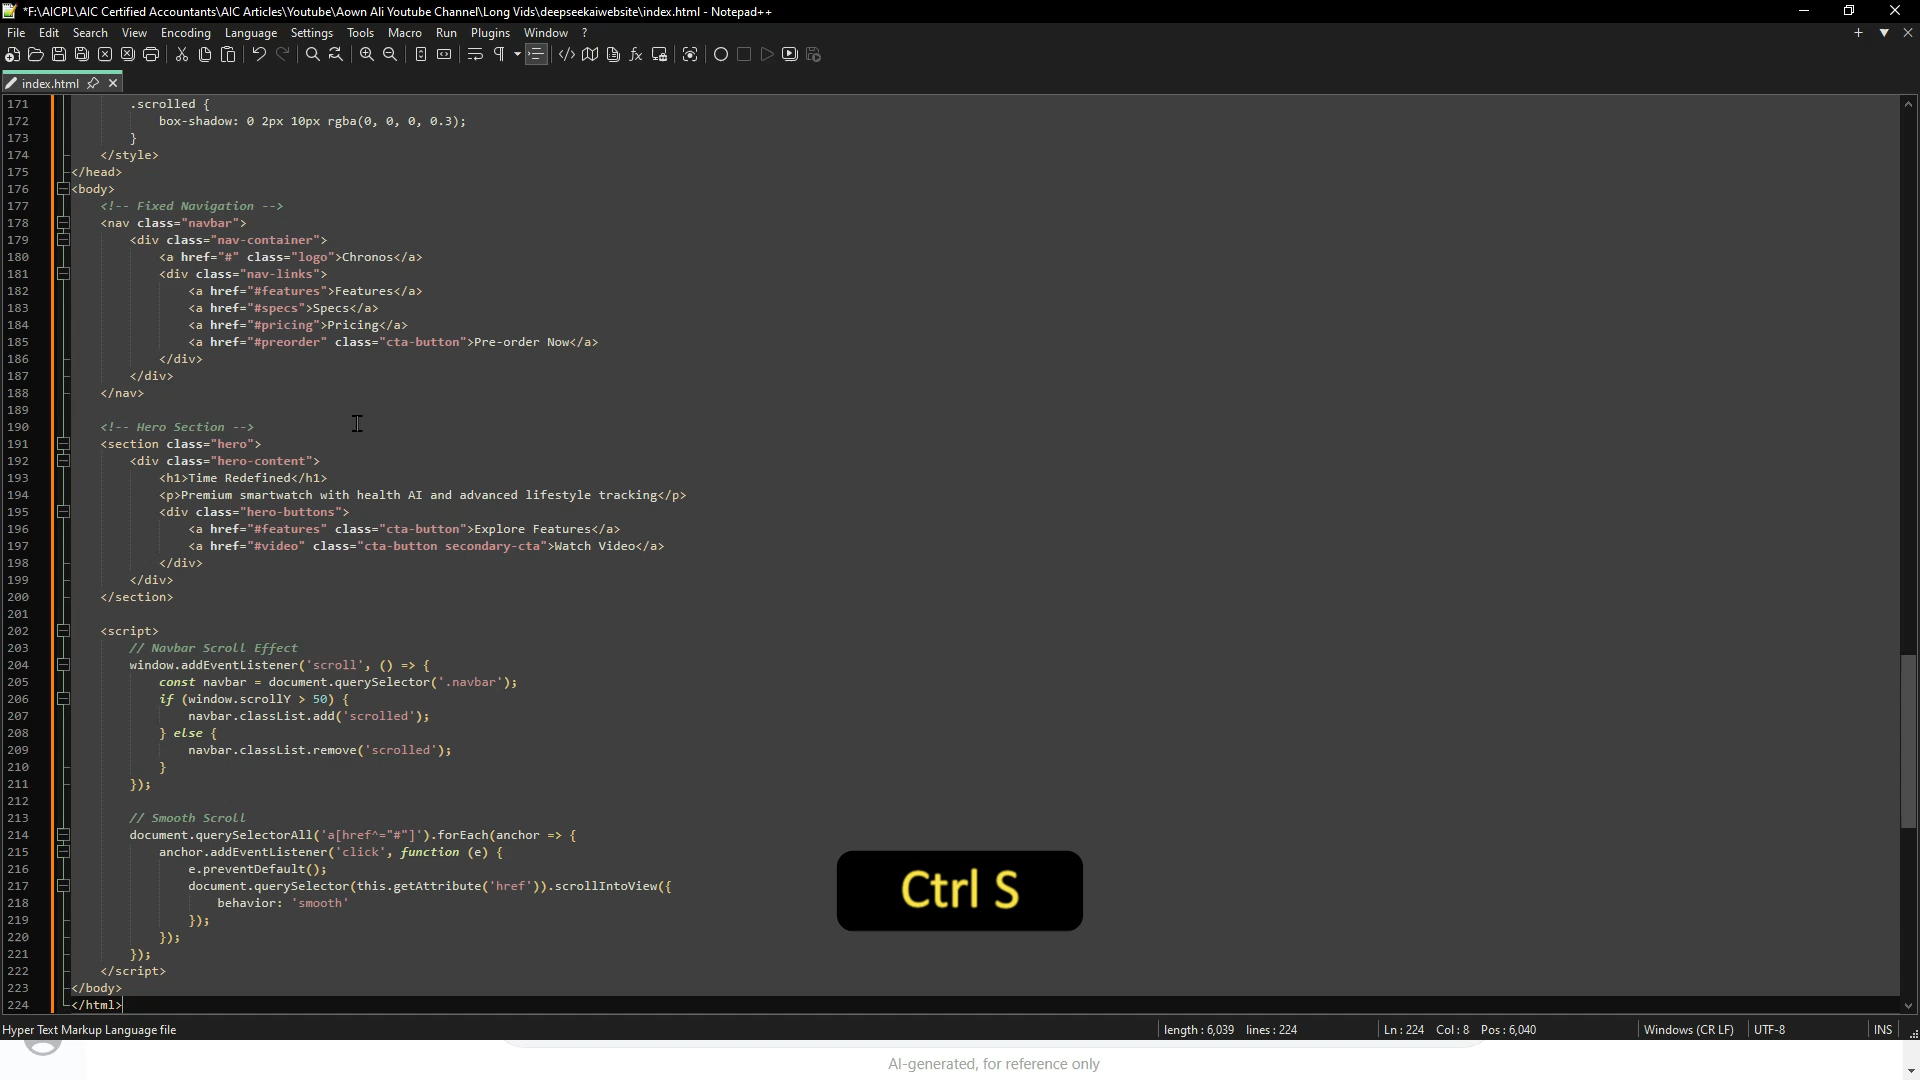 *F:\AICPL\AIC Certified Accountants\AIC Articles\Youtube\Aown Ali Youtube Channel\Long Vids\deepseekaiwebsite\index.html - Notepad++
File Edit Search View Encoding Language Settings Tools Macro Run Plugins Window ?
index.html
171 .scrolled {
172 box-shadow: 0 2px 10px rgba(0, 0, 0, 0.3);
173 }
174 </style>
175 </head>
176 <body>
177 <!-- Fixed Navigation -->
178 <nav class="navbar">
179 <div class="nav-container">
180 <a href="#" class="logo">Chronos</a>
181 <div class="nav-links">
182 <a href="#features">Features</a>
183 <a href="#specs">Specs</a>
184 <a href="#pricing">Pricing</a>
185 <a href="#preorder" class="cta-button">Pre-order Now</a>
186 </div>
187 </div>
188 </nav>
189
190 <!-- Hero Section -->
191 <section class="hero">
192 <div class="hero-content">
193 <h1>Time Redefined</h1>
194 <p>Premium smartwatch with health AI and advanced lifestyle tracking</p>
195 <div class="hero-buttons">
196 <a href="#features" class="cta-button">Explore Features</a>
197 <a href="#video" class="cta-button secondary-cta">Watch Video</a>
198 </div>
199 </div>
200 </section>
201
202 <script>
203 // Navbar Scroll Effect
204 window.addEventListener('scroll', () => {
205 const navbar = document.querySelector('.navbar');
206 if (window.scrollY > 50) {
207 navbar.classList.add('scrolled');
208 } else {
209 navbar.classList.remove('scrolled');
210 }
211 });
212
213 // Smooth Scroll
214 document.querySelectorAll('a[href^="#"]').forEach(anchor => {
215 anchor.addEventListener('click', function (e) {
216 e.preventDefault();
217 document.querySelector(this.getAttribute('href')).scrollIntoView({
218 behavior: 'smooth'
219 });
220 });
221 });
222 </script>
223 </body>
224 </html>
Ctrl S
Hyper Text Markup Language file length : 6,039 lines : 224 Ln : 224 Col : 8 Pos : 6,040 Windows (CR LF) UTF-8 INS
AI-generated, for reference only